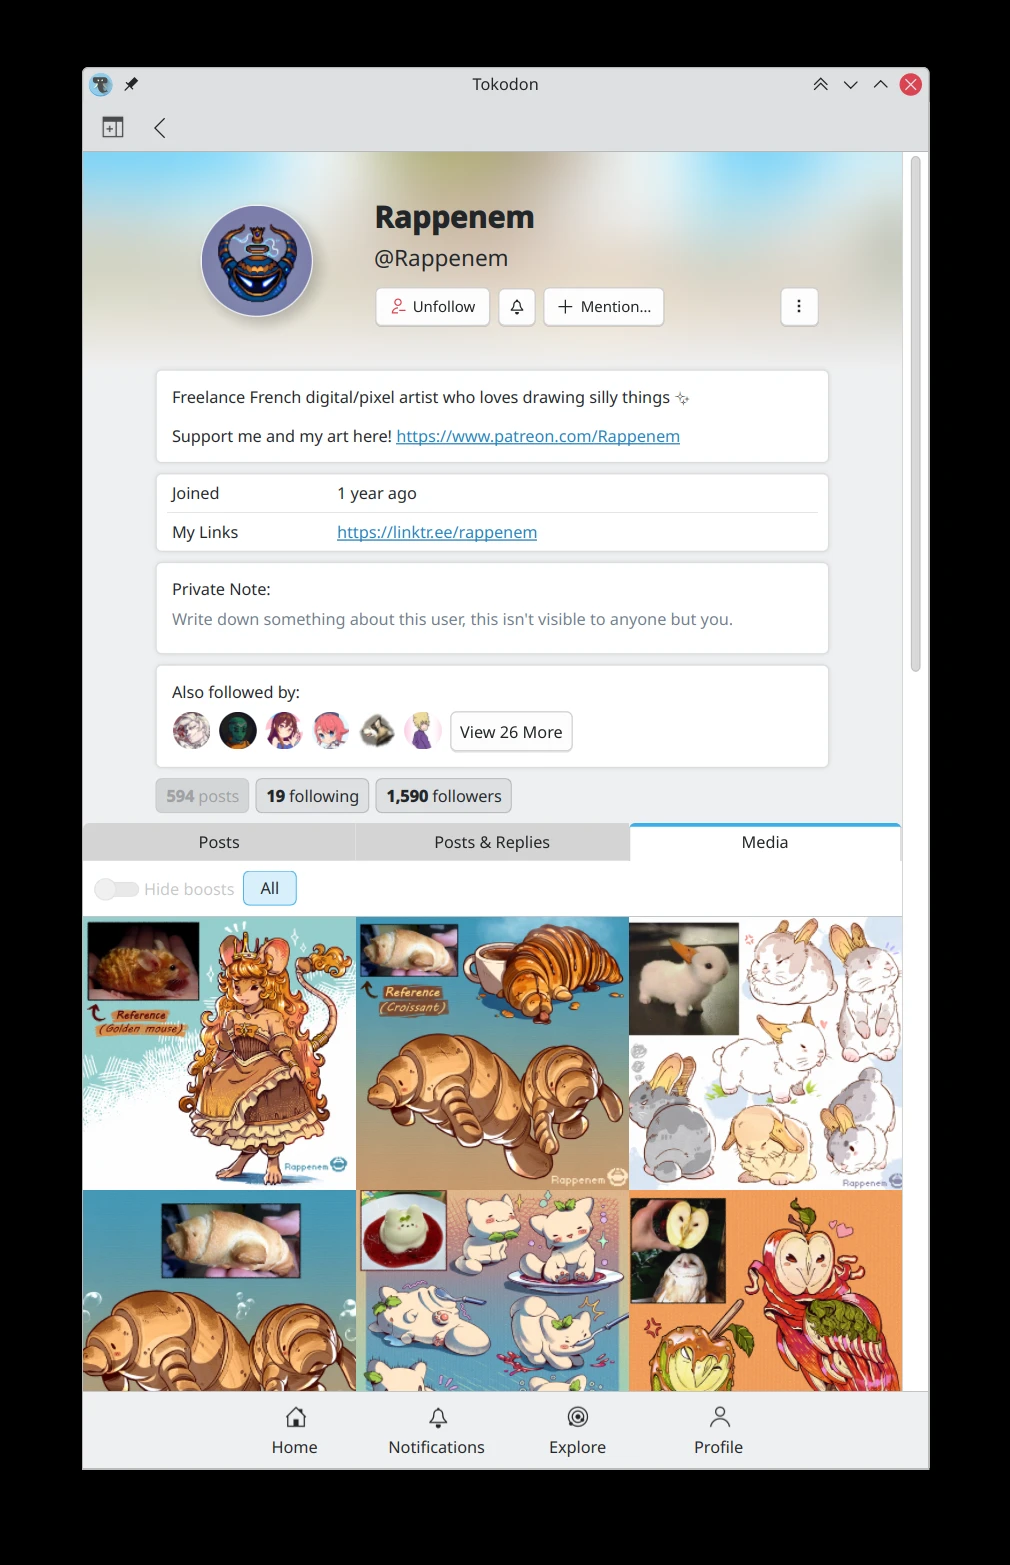 Tokodon
Rappenem
@Rappenem
Unfollow
Mention...
Freelance French digital/pixel artist who loves drawing silly things
Support me and my art here! https://www.patreon.com/Rappenem
Joined 1 year ago
My Links https://linktr.ee/rappenem
Private Note:
Write down something about this user, this isn't visible to anyone but you.
Also followed by:
View 26 More
594 posts 19 following 1,590 followers
Posts Posts & Replies Media
Hide boosts All
Reference
(Golden mouse)
Rappenem
Reference
(Croissant)
Rappenem
Rappenem
Home Notifications Explore Profile